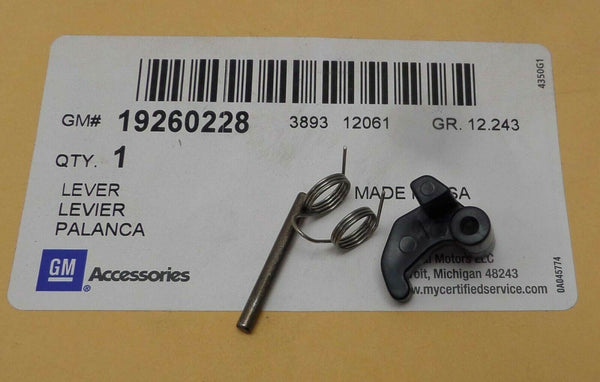 4350G1
GM# 19260228 3893 12061 GR. 12.243
QTY. 1
LEVER MADE SA
LEVIER
PALANCA
GM Accessories
Motors LLC
Michigan 48243
www.mycertifiedservice.com
0A045774